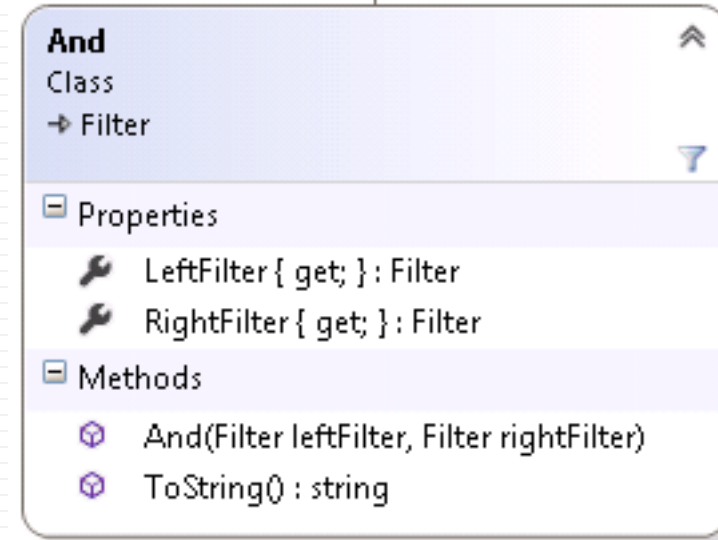 And
Class
Filter
Properties
LeftFilter { get; } : Filter
RightFilter { get; } : Filter
Methods
And(Filter leftFilter, Filter rightFilter)
ToString() : string